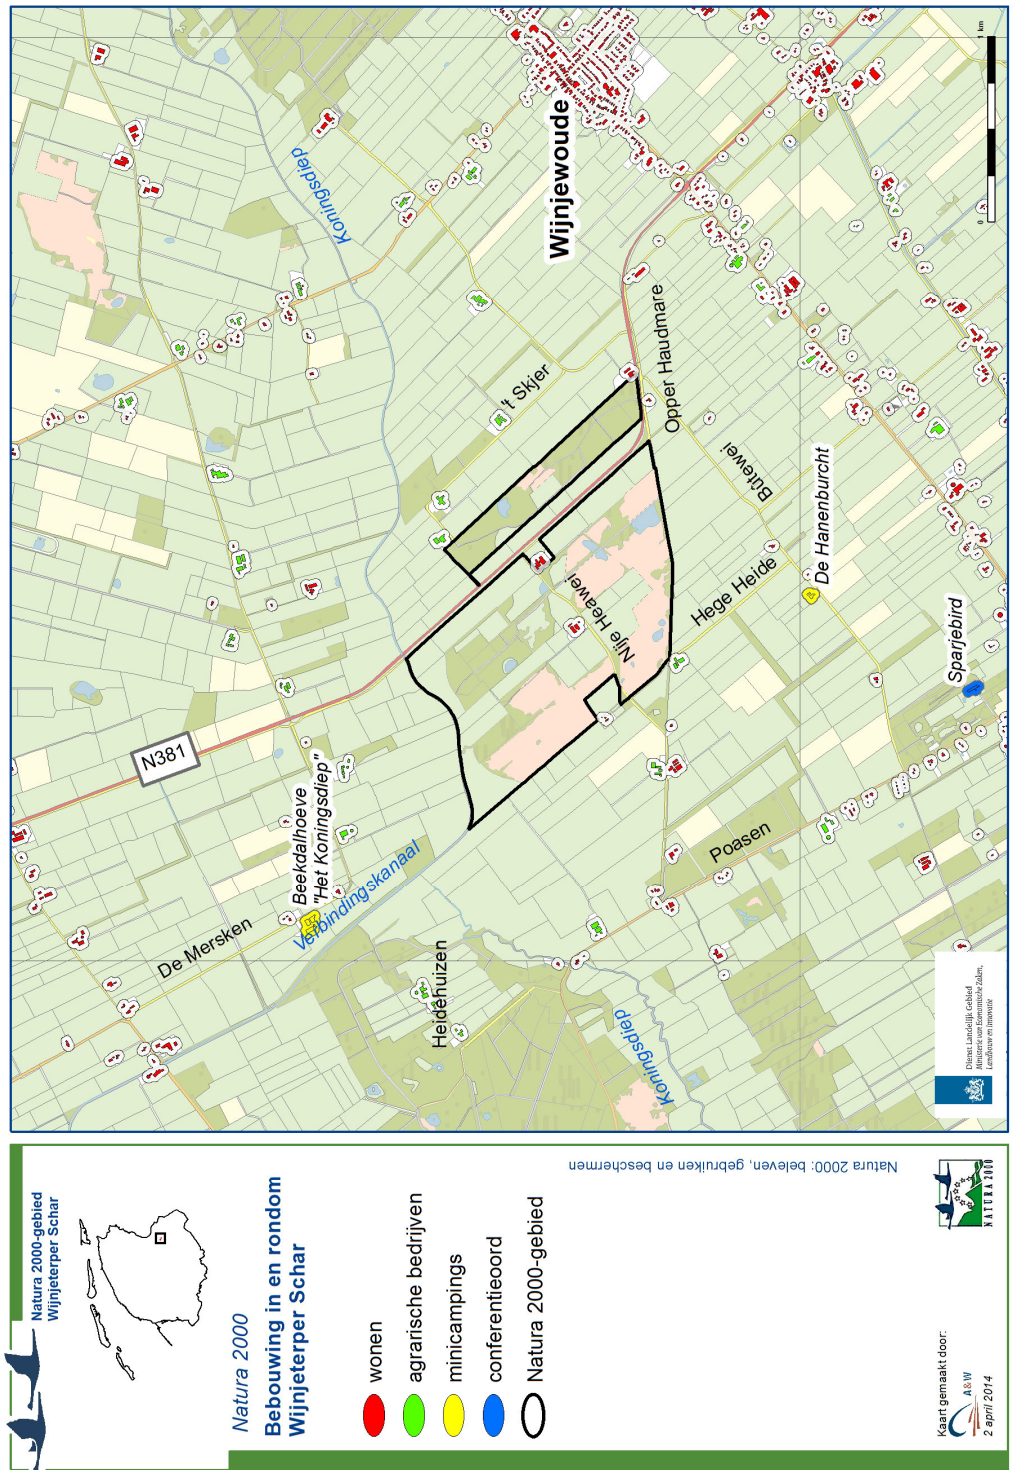 Natura 2000-gebied
Wijnjeterper Schar
Natura 2000
Bebouwing in en rondom
Wijnjeterper Schar
wonen
agrarische bedrijven
minicampings
conferentieoord
Natura 2000-gebied
Natura 2000: beleven, gebruiken en beschermen
Kaart gemaakt door:
A&W
2 april 2014
NATURA 2000
N381
De Mersken
Beekdalhoeve
"Het Koningsdiep"
Verbindingskanaal
Heidehuizen
Koningsdiep
Koningsdiep
't Skjer
Wijnjewoude
Opper Haudmare
Nije Heawei
Bûtewei
Hege Heide
De Hanenburcht
Poasen
Sparjebird
0
1 km
Dienst Landelijk Gebied
Ministerie van Economische Zaken,
Landbouw en Innovatie